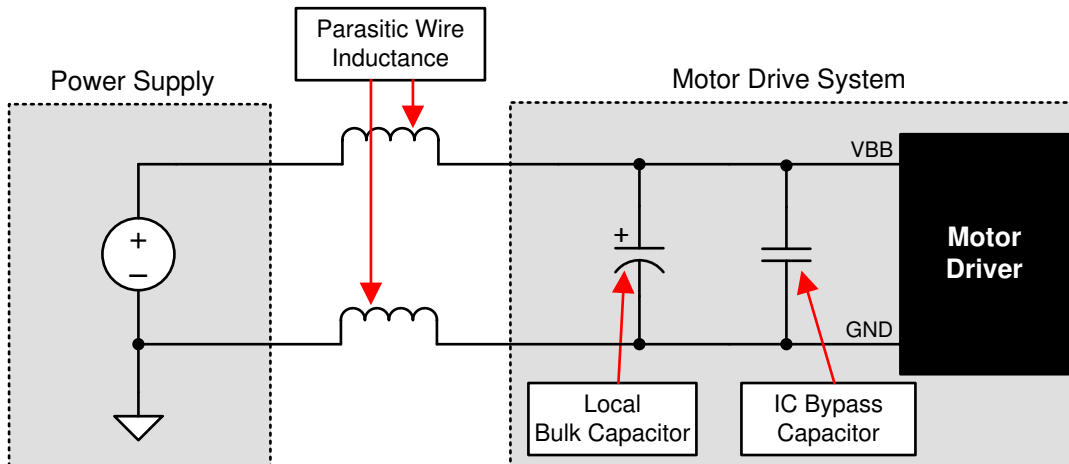 Parasitic Wire
Inductance
Power Supply
Motor Drive System
VBB
+
–
+
Motor
Driver
GND
Local
Bulk Capacitor
IC Bypass
Capacitor